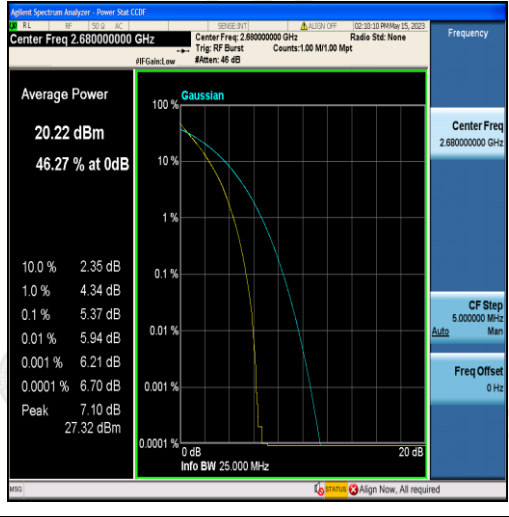 Agilent Spectrum Analyzer - Power Stat CCDF
RL RF 50 Ω AC SENSE:INT ALIGN OFF 02:10:10 PM May 15, 2023
Center Freq 2.680000000 GHz
Center Freq: 2.680000000 GHz Radio Std: None
Trig: RF Burst Counts:1.00 M/1.00 Mpt
#IFGain:Low #Atten: 46 dB
Frequency
Average Power
20.22 dBm
46.27 % at 0dB
10.0 % 2.35 dB
1.0 % 4.34 dB
0.1 % 5.37 dB
0.01 % 5.94 dB
0.001 % 6.21 dB
0.0001 % 6.70 dB
Peak 7.10 dB
27.32 dBm
Gaussian
100 %
10 %
1 %
0.1 %
0.01 %
0.001 %
0.0001 %
0 dB 20 dB
Info BW 25.000 MHz
Center Freq
2.680000000 GHz
CF Step
5.000000 MHz
Auto Man
Freq Offset
0 Hz
MSG STATUS Align Now, All required